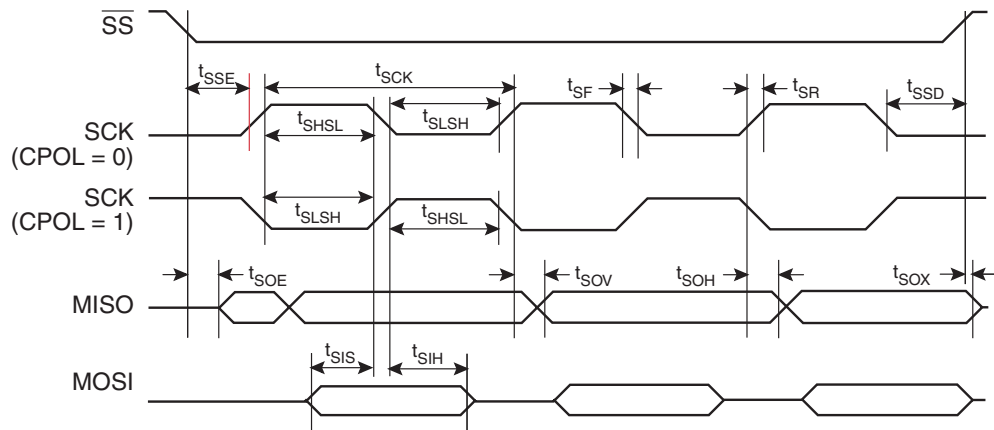 SS
tSSE
tSCK
tSF
tSR
tSSD
SCK
(CPOL = 0)
tSHSL
tSLSH
SCK
(CPOL = 1)
tSLSH
tSHSL
tSOE
tSOV
tSOH
tSOX
MISO
tSIS
tSIH
MOSI